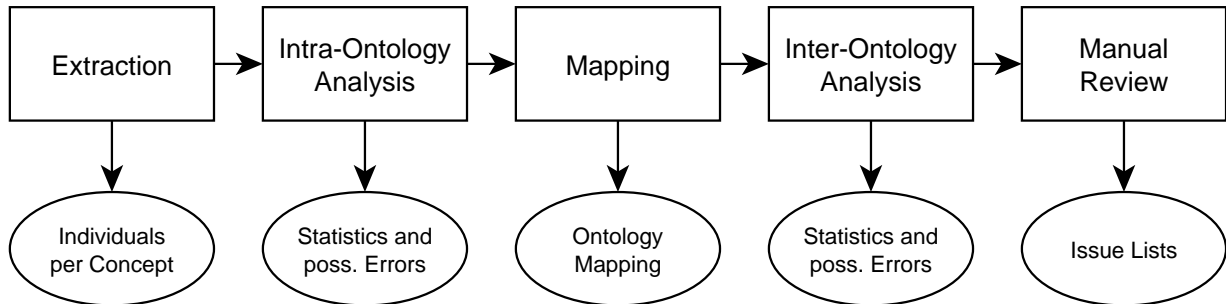 Extraction
Intra-Ontology
Analysis
Mapping
Inter-Ontology
Analysis
Manual
Review
Individuals
per Concept
Statistics and
poss. Errors
Ontology
Mapping
Statistics and
poss. Errors
Issue Lists